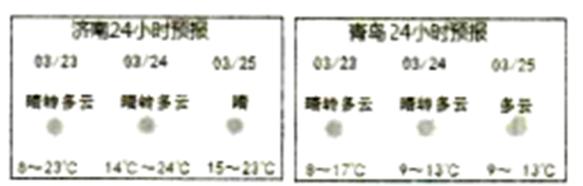 济南24小时预报
03/23 03/24 03/25
晴转多云 晴转多云 晴
8～23℃ 14℃～24℃ 15～23℃
青岛24小时预报
03/23 03/24 03/25
晴转多云 晴转多云 多云
8～17℃ 9～13℃ 9～13℃